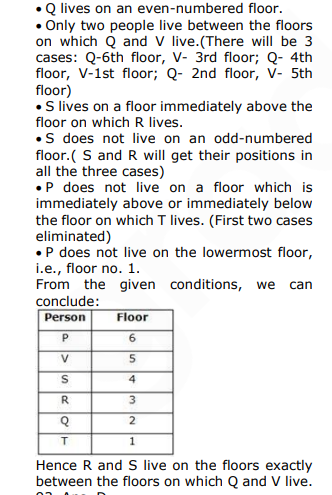 • Q lives on an even-numbered floor.
• Only two people live between the floors
on which Q and V live.(There will be 3
cases: Q-6th floor, V- 3rd floor; Q- 4th
floor, V-1st floor; Q- 2nd floor, V- 5th
floor)
• S lives on a floor immediately above the
floor on which R lives.
• S does not live on an odd-numbered
floor.( S and R will get their positions in
all the three cases)
• P does not live on a floor which is
immediately above or immediately below
the floor on which T lives. (First two cases
eliminated)
• P does not live on the lowermost floor,
i.e., floor no. 1.
From the given conditions, we can
conclude:
Person Floor
P 6
V 5
S 4
R 3
Q 2
T 1
Hence R and S live on the floors exactly
between the floors on which Q and V live.